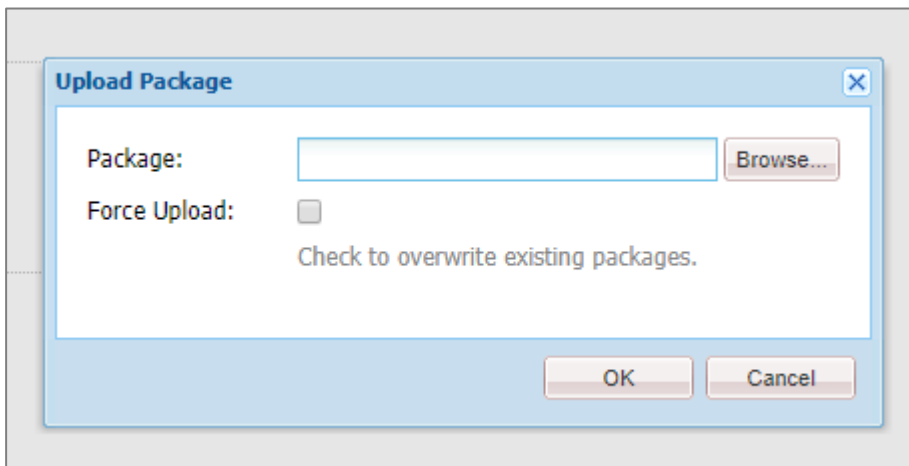 Upload Package
Package: Browse...
Force Upload:
Check to overwrite existing packages.
OK Cancel